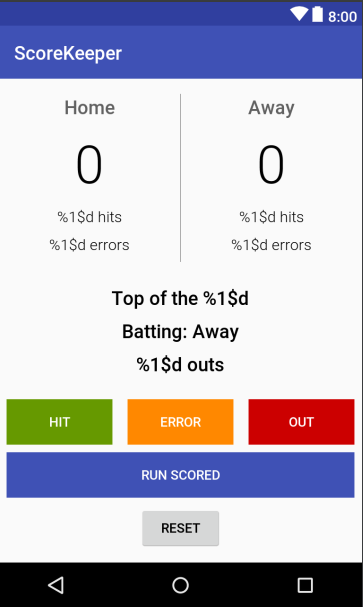 8:00
ScoreKeeper
Home Away
0 0
%1$d hits %1$d hits
%1$d errors %1$d errors
Top of the %1$d
Batting: Away
%1$d outs
HIT ERROR OUT
RUN SCORED
RESET